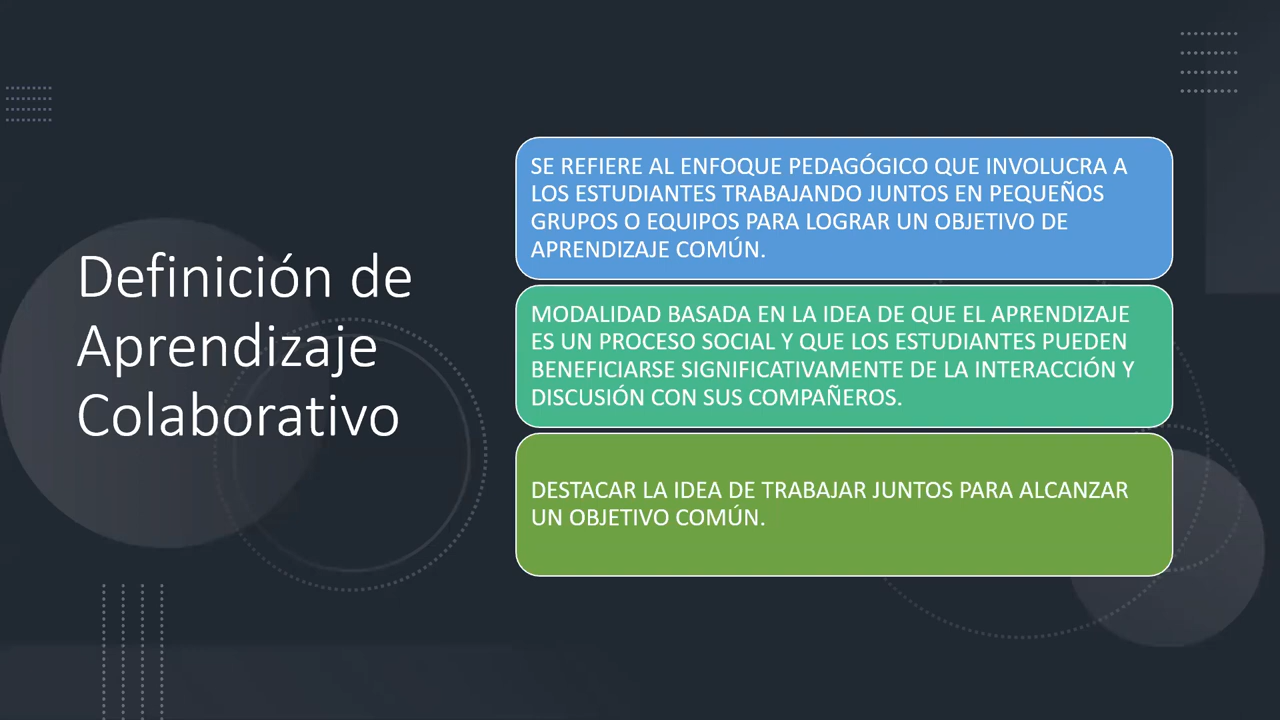 Definición de
Aprendizaje
Colaborativo
SE REFIERE AL ENFOQUE PEDAGÓGICO QUE INVOLUCRA A
LOS ESTUDIANTES TRABAJANDO JUNTOS EN PEQUEÑOS
GRUPOS O EQUIPOS PARA LOGRAR UN OBJETIVO DE
APRENDIZAJE COMÚN.
MODALIDAD BASADA EN LA IDEA DE QUE EL APRENDIZAJE
ES UN PROCESO SOCIAL Y QUE LOS ESTUDIANTES PUEDEN
BENEFICIARSE SIGNIFICATIVAMENTE DE LA INTERACCIÓN Y
DISCUSIÓN CON SUS COMPAÑEROS.
DESTACAR LA IDEA DE TRABAJAR JUNTOS PARA ALCANZAR
UN OBJETIVO COMÚN.